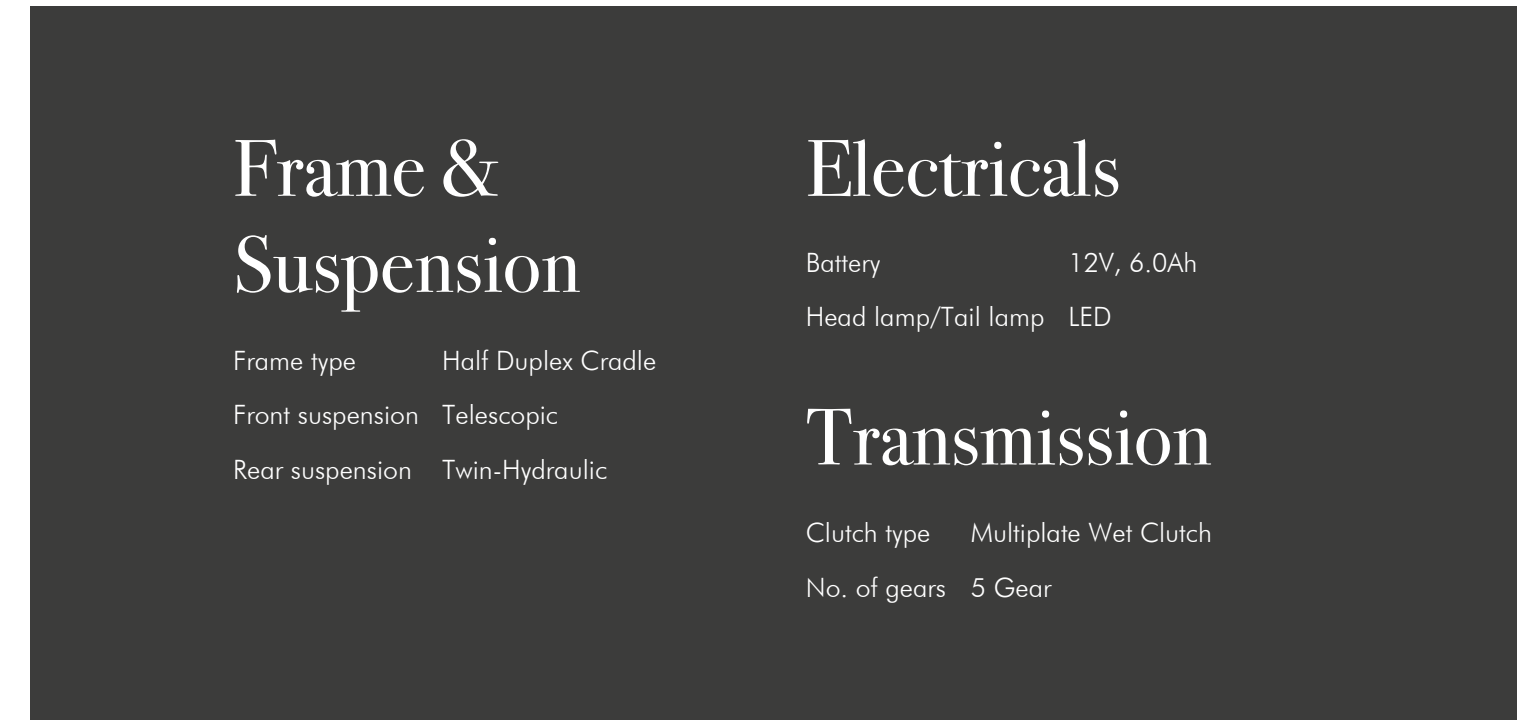 Frame &
Suspension
Frame type Half Duplex Cradle
Front suspension Telescopic
Rear suspension Twin-Hydraulic
Electricals
Battery 12V, 6.0Ah
Head lamp/Tail lamp LED
Transmission
Clutch type Multiplate Wet Clutch
No. of gears 5 Gear